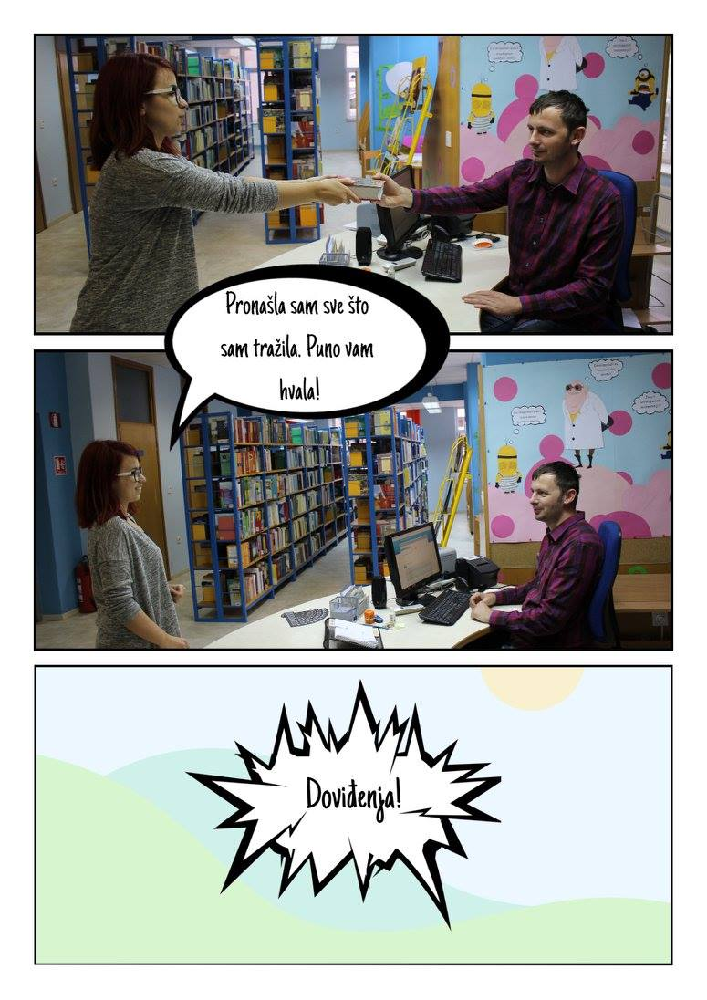 Pronašla sam sve što
sam tražila. Puno vam
hvala!
Doviđenja!